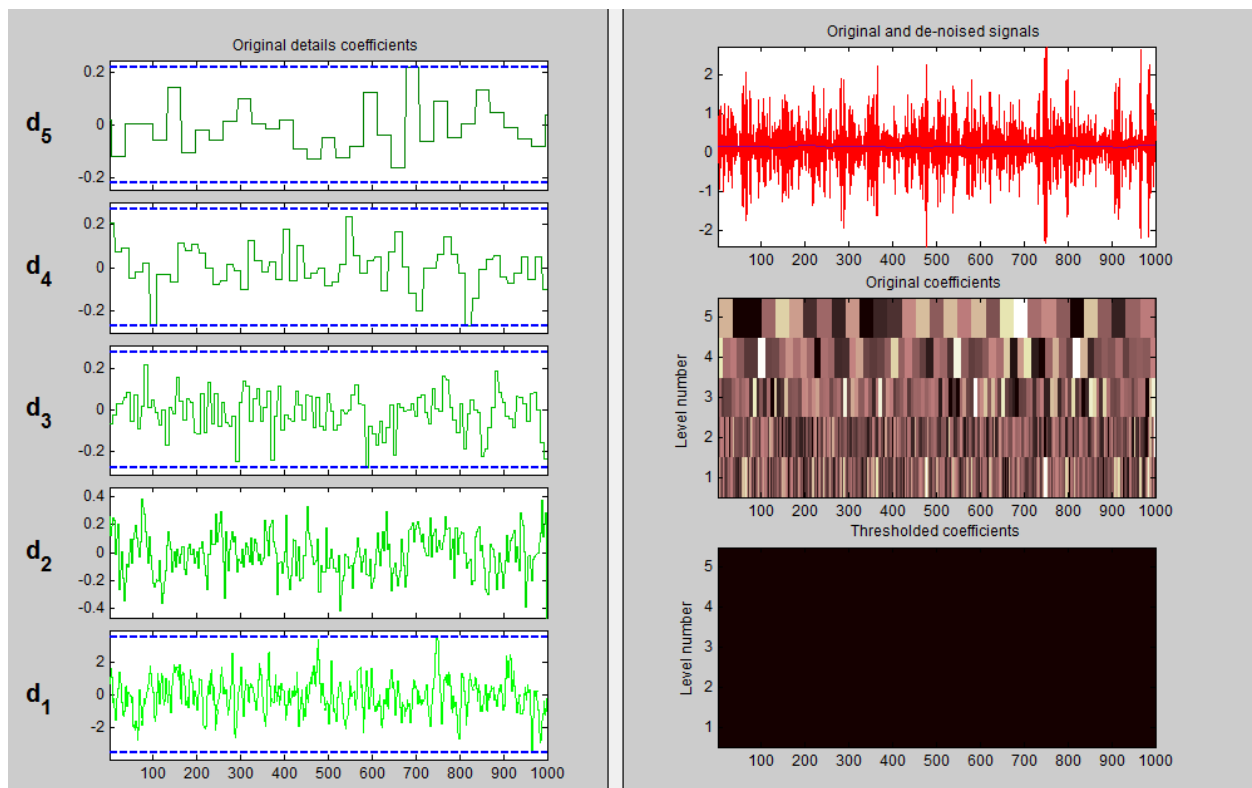 Original details coefficients
d5
0.2
0
-0.2
d4
0.2
0
-0.2
d3
0.2
0
-0.2
d2
0.4
0.2
0
-0.2
-0.4
d1
2
0
-2
100 200 300 400 500 600 700 800 900 1000
Original and de-noised signals
2
1
0
-1
-2
100 200 300 400 500 600 700 800 900 1000
Original coefficients
Level number
5
4
3
2
1
100 200 300 400 500 600 700 800 900 1000
Thresholded coefficients
Level number
5
4
3
2
1
100 200 300 400 500 600 700 800 900 1000